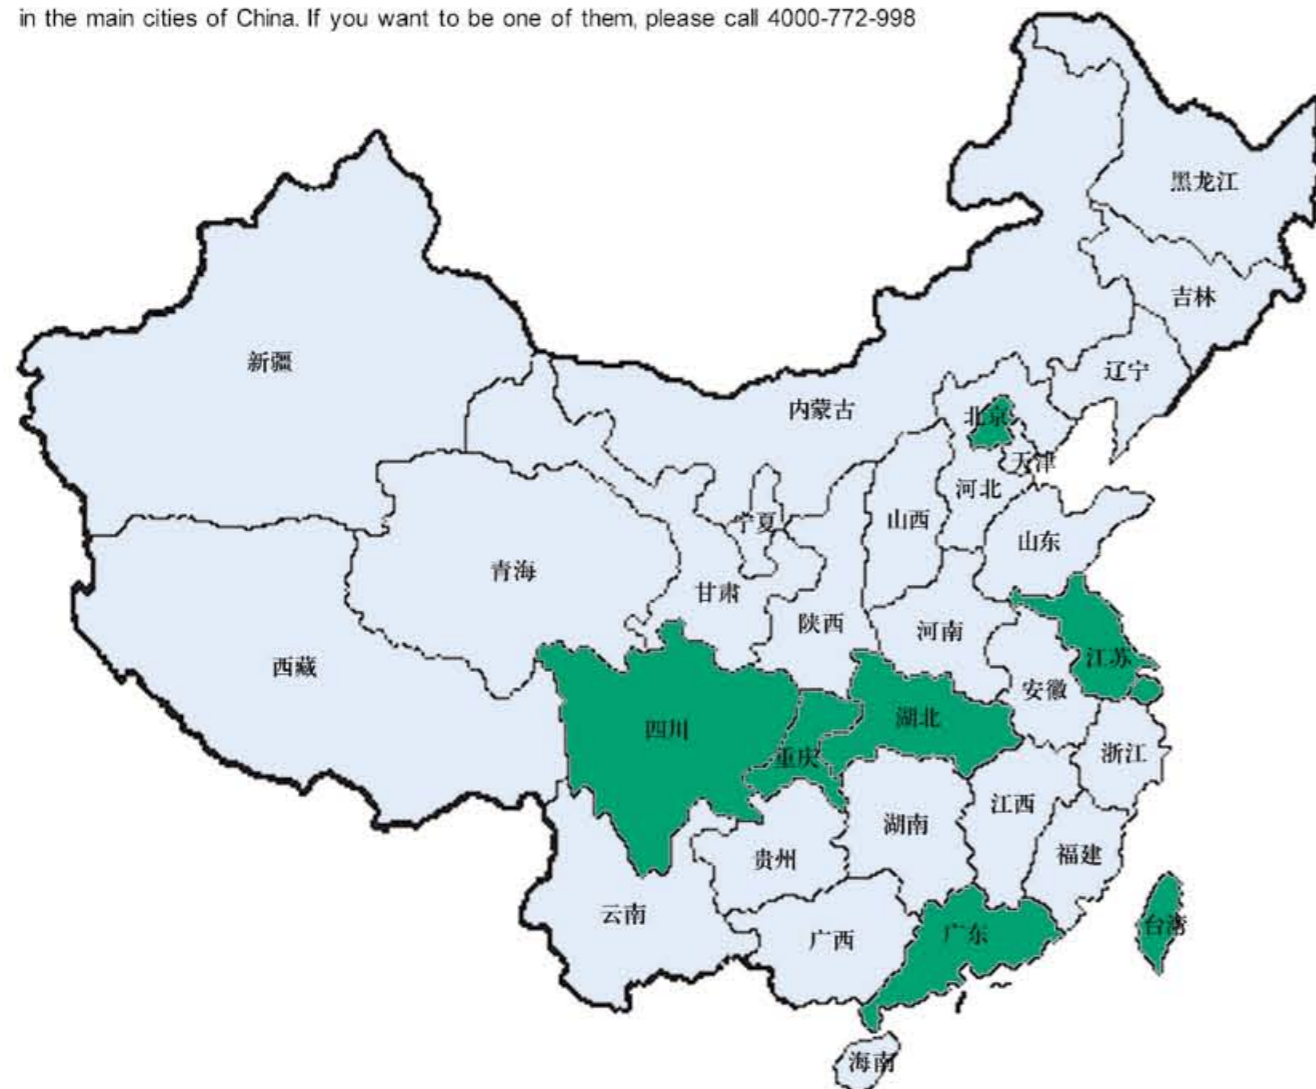 in the main cities of China. If you want to be one of them, please call 4000-772-998
黑龙江
吉林
辽宁
新疆
内蒙古
北京
天津
河北
宁夏
山西
山东
青海
甘肃
陕西
河南
西藏
江苏
安徽
四川
湖北
重庆
浙江
江西
湖南
福建
贵州
云南
广西
广东
台湾
海南